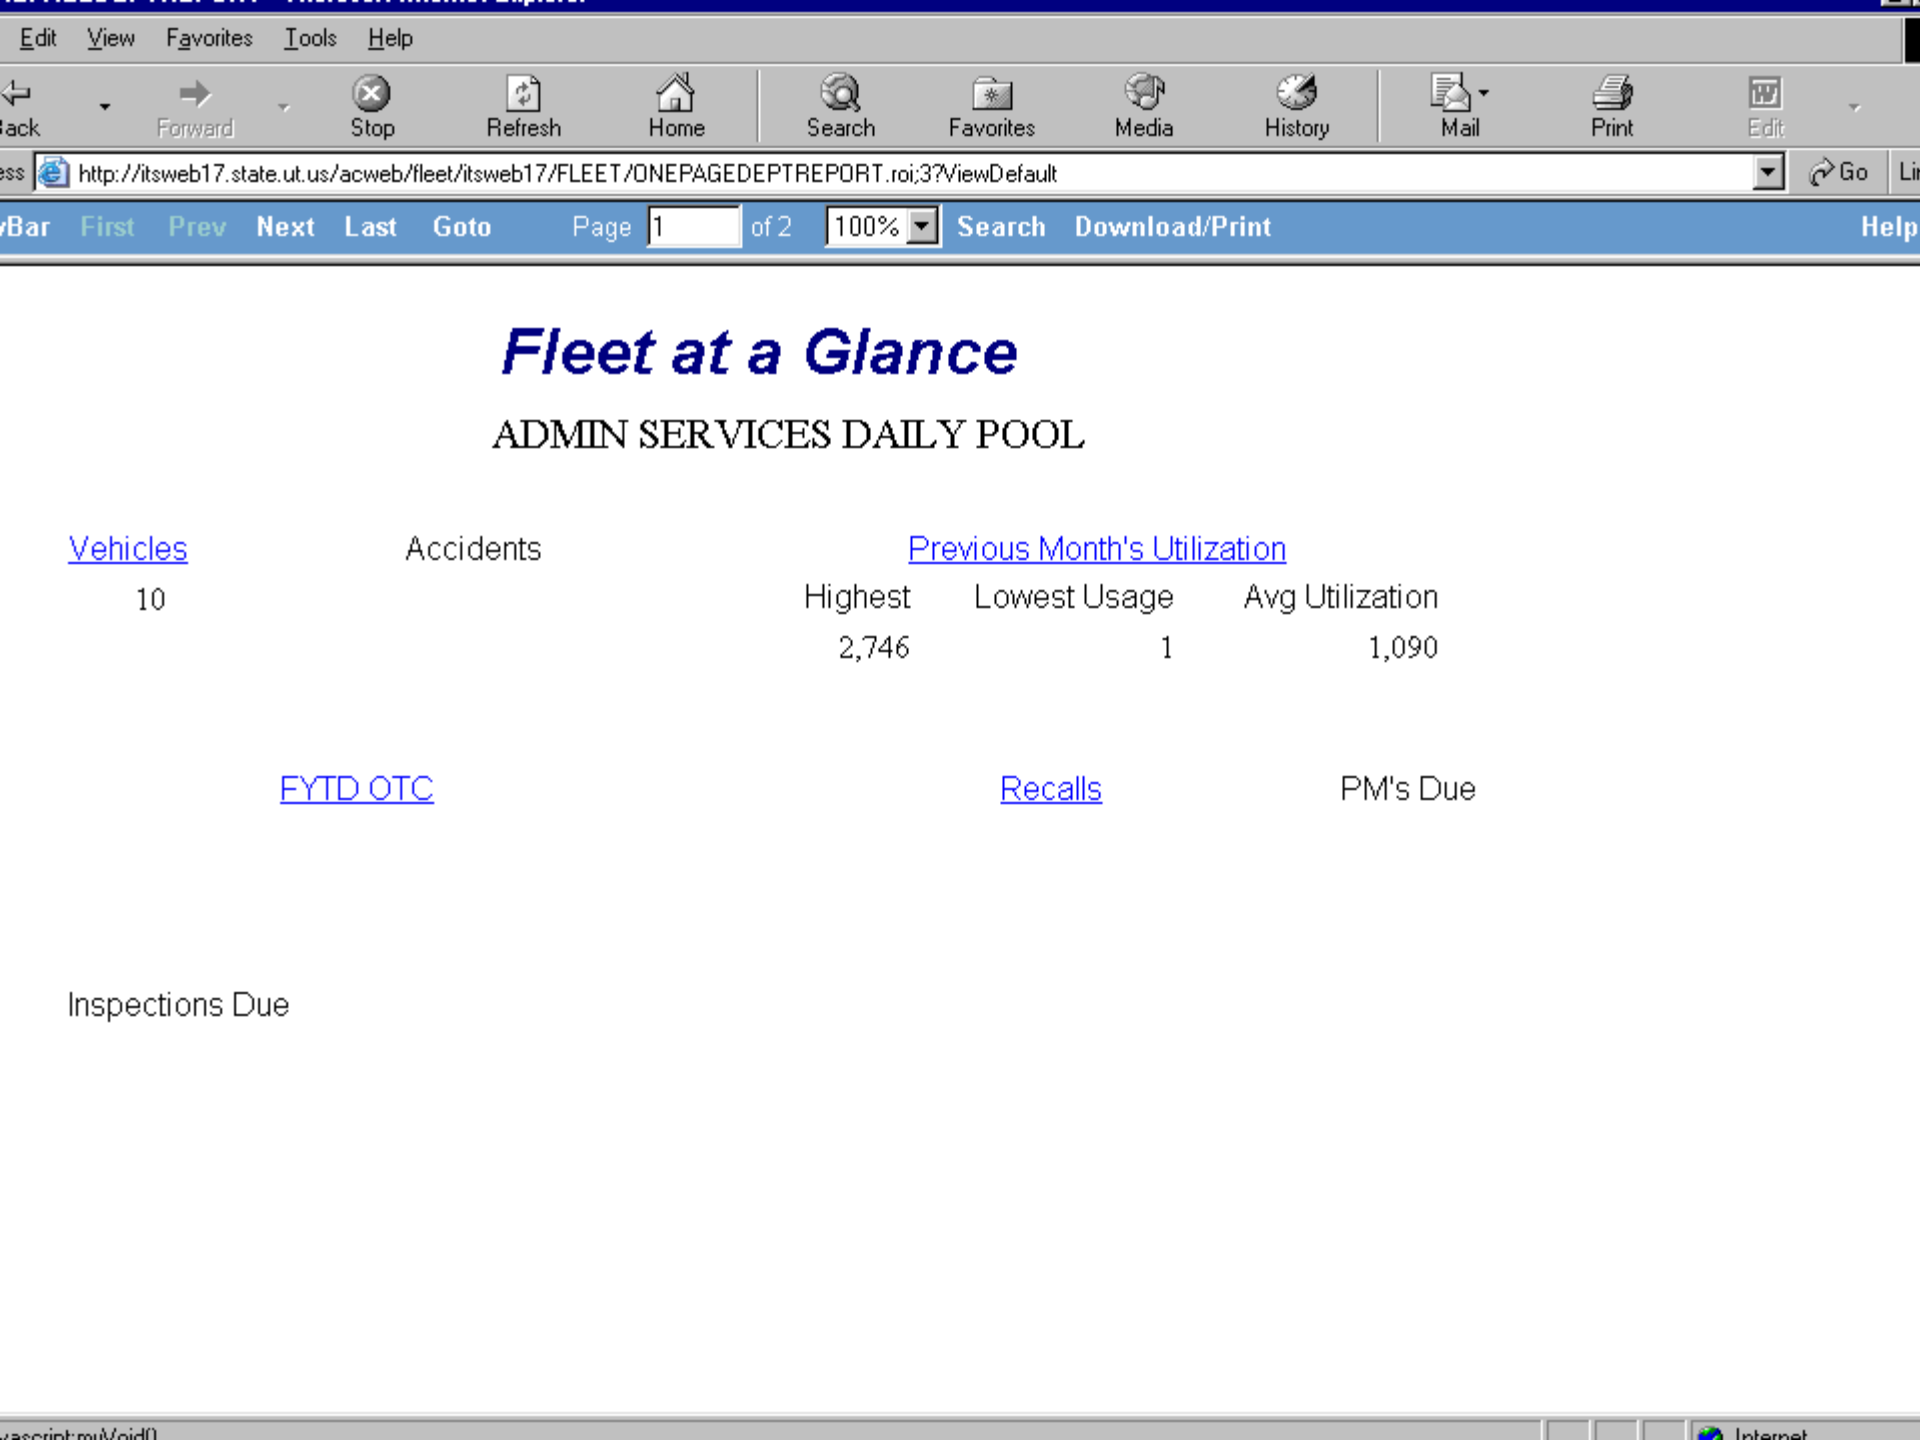 Edit View Favorites Tools Help
Back Forward Stop Refresh Home Search Favorites Media History Mail Print Edit
http://itsweb17.state.ut.us/acweb/fleet/itsweb17/FLEET/ONEPAGEDEPTREPORT.roi;3?ViewDefault Go
First Prev Next Last Goto Page 1 of 2 100% Search Download/Print Help
Fleet at a Glance
ADMIN SERVICES DAILY POOL
Vehicles Accidents Previous Month's Utilization
10 Highest Lowest Usage Avg Utilization
2,746 1 1,090
FYTD OTC Recalls PM's Due
Inspections Due
Internet